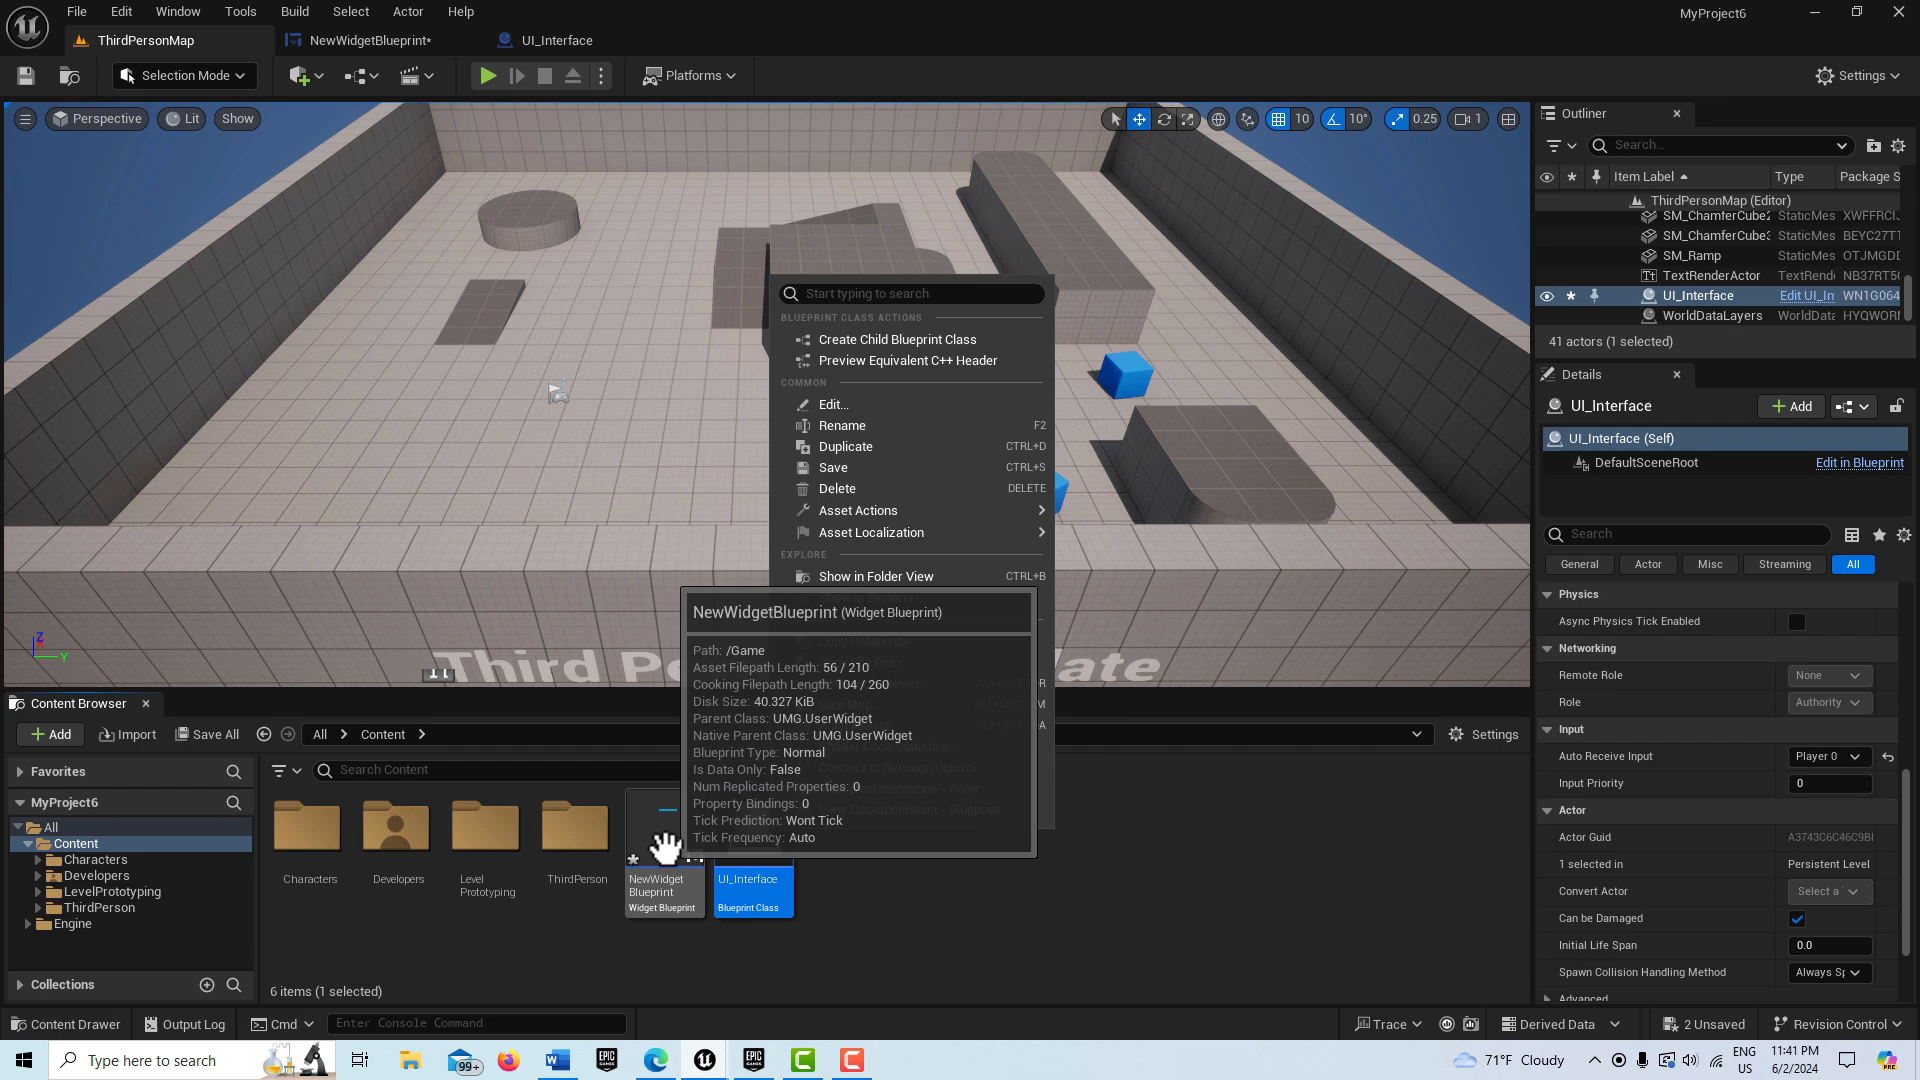 File Edit Window Tools Build Select Actor Help
MyProject6
ThirdPersonMap
NewWidgetBlueprint*
UI_Interface
Selection Mode
Platforms
Settings
Perspective
Lit
Show
10
10°
0.25
1
Outliner
Search...
Item Label
Type
Package S
ThirdPersonMap (Editor)
SM_ChamferCube2 StaticMes XWFFRCIJ
SM_ChamferCube3 StaticMes BEYC27T1
SM_Ramp StaticMes OTJMGDD
TextRenderActor TextRende NB37RT5
UI_Interface Edit UI_In WN1G064
WorldDataLayers WorldData HYQWORN
41 actors (1 selected)
Details
UI_Interface
Add
UI_Interface (Self)
DefaultSceneRoot
Edit in Blueprint
Search
General
Actor
Misc
Streaming
All
Physics
Async Physics Tick Enabled
Networking
Remote Role None
Role Authority
Input
Auto Receive Input Player 0
Input Priority 0
Actor
Actor Guid A3743C6C46C9BI
1 selected in Persistent Level
Convert Actor Select a
Can be Damaged
Initial Life Span 0.0
Spawn Collision Handling Method Always Sp
Advanced
Start typing to search
BLUEPRINT CLASS ACTIONS
Create Child Blueprint Class
Preview Equivalent C++ Header
COMMON
Edit...
Rename F2
Duplicate CTRL+D
Save CTRL+S
Delete DELETE
Asset Actions
Asset Localization
EXPLORE
Show in Folder View CTRL+B
NewWidgetBlueprint (Widget Blueprint)
Path: /Game
Asset Filepath Length: 56 / 210
Cooking Filepath Length: 104 / 260
Disk Size: 40.327 KiB
Parent Class: UMG.UserWidget
Native Parent Class: UMG.UserWidget
Blueprint Type: Normal
Is Data Only: False
Num Replicated Properties: 0
Property Bindings: 0
Tick Prediction: Wont Tick
Tick Frequency: Auto
Third Pe
ate
Z
Y
Content Browser
Add
Import
Save All
All
Content
Settings
Favorites
Search Content
MyProject6
All
Content
Characters
Developers
LevelPrototyping
ThirdPerson
Engine
Collections
Characters
Developers
Level
Prototyping
ThirdPerson
NewWidget
Blueprint
Widget Blueprint
UI_Interface
Blueprint Class
6 items (1 selected)
Content Drawer
Output Log
Cmd
Enter Console Command
Trace
Derived Data
2 Unsaved
Revision Control
Type here to search
99+
71°F Cloudy
ENG
US
11:41 PM
6/2/2024